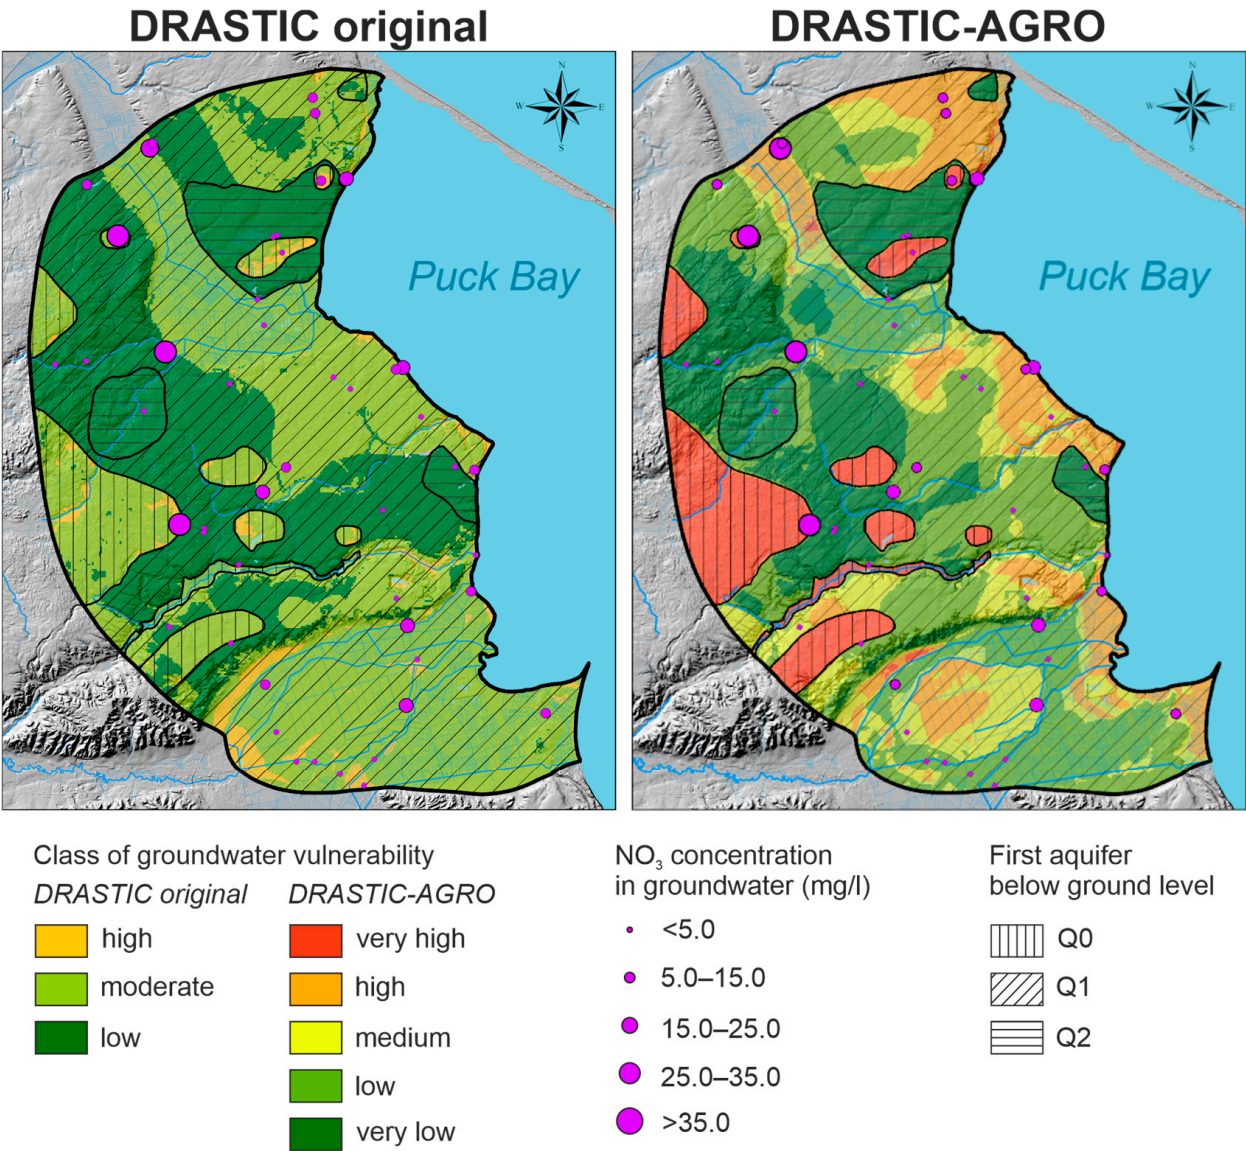 DRASTIC original
DRASTIC-AGRO
N
W
E
S
Puck Bay
N
W
E
S
Puck Bay
Class of groundwater vulnerability
DRASTIC original
high
moderate
low
DRASTIC-AGRO
very high
high
medium
low
very low
NO3 concentration
in groundwater (mg/l)
<5.0
5.0–15.0
15.0–25.0
25.0–35.0
>35.0
First aquifer
below ground level
Q0
Q1
Q2